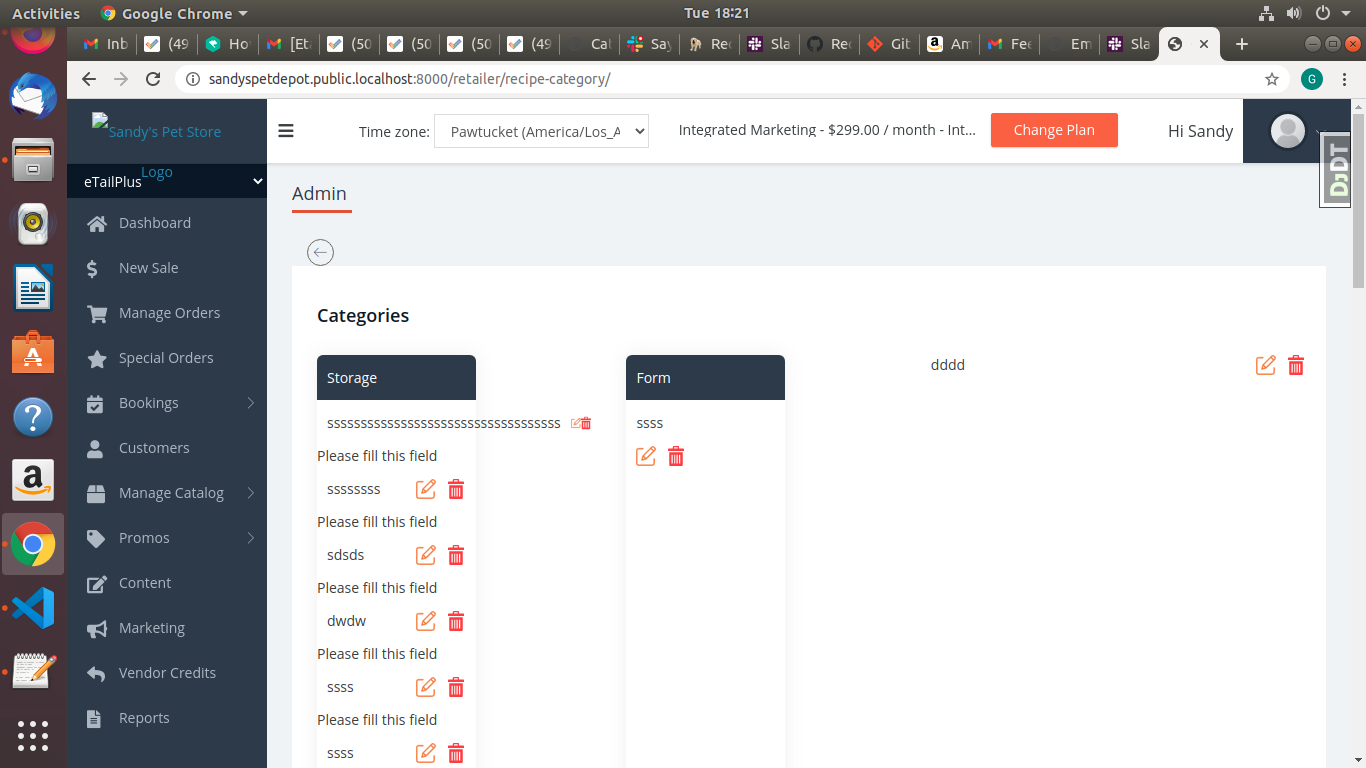 Activities Google Chrome Tue 18:21
Inb (49 Ho [Eta (50 (50 (50 (49 Cat Say Rec Sla Rec Git Am Fee Em Sla
sandyspetdepot.public.localhost:8000/retailer/recipe-category/ G
Sandy's Pet Store
Logo
Time zone: Pawtucket (America/Los_A Integrated Marketing - $299.00 / month - Int... Change Plan Hi Sandy
DJDT
eTailPlus
Dashboard
New Sale
Manage Orders
Special Orders
Bookings
Customers
Manage Catalog
Promos
Content
Marketing
Vendor Credits
Reports
Admin
Categories
Storage
sssssssssssssssssssssssssssssssssss
Please fill this field
ssssssss
Please fill this field
sdsds
Please fill this field
dwdw
Please fill this field
ssss
Please fill this field
ssss
Form
ssss
dddd